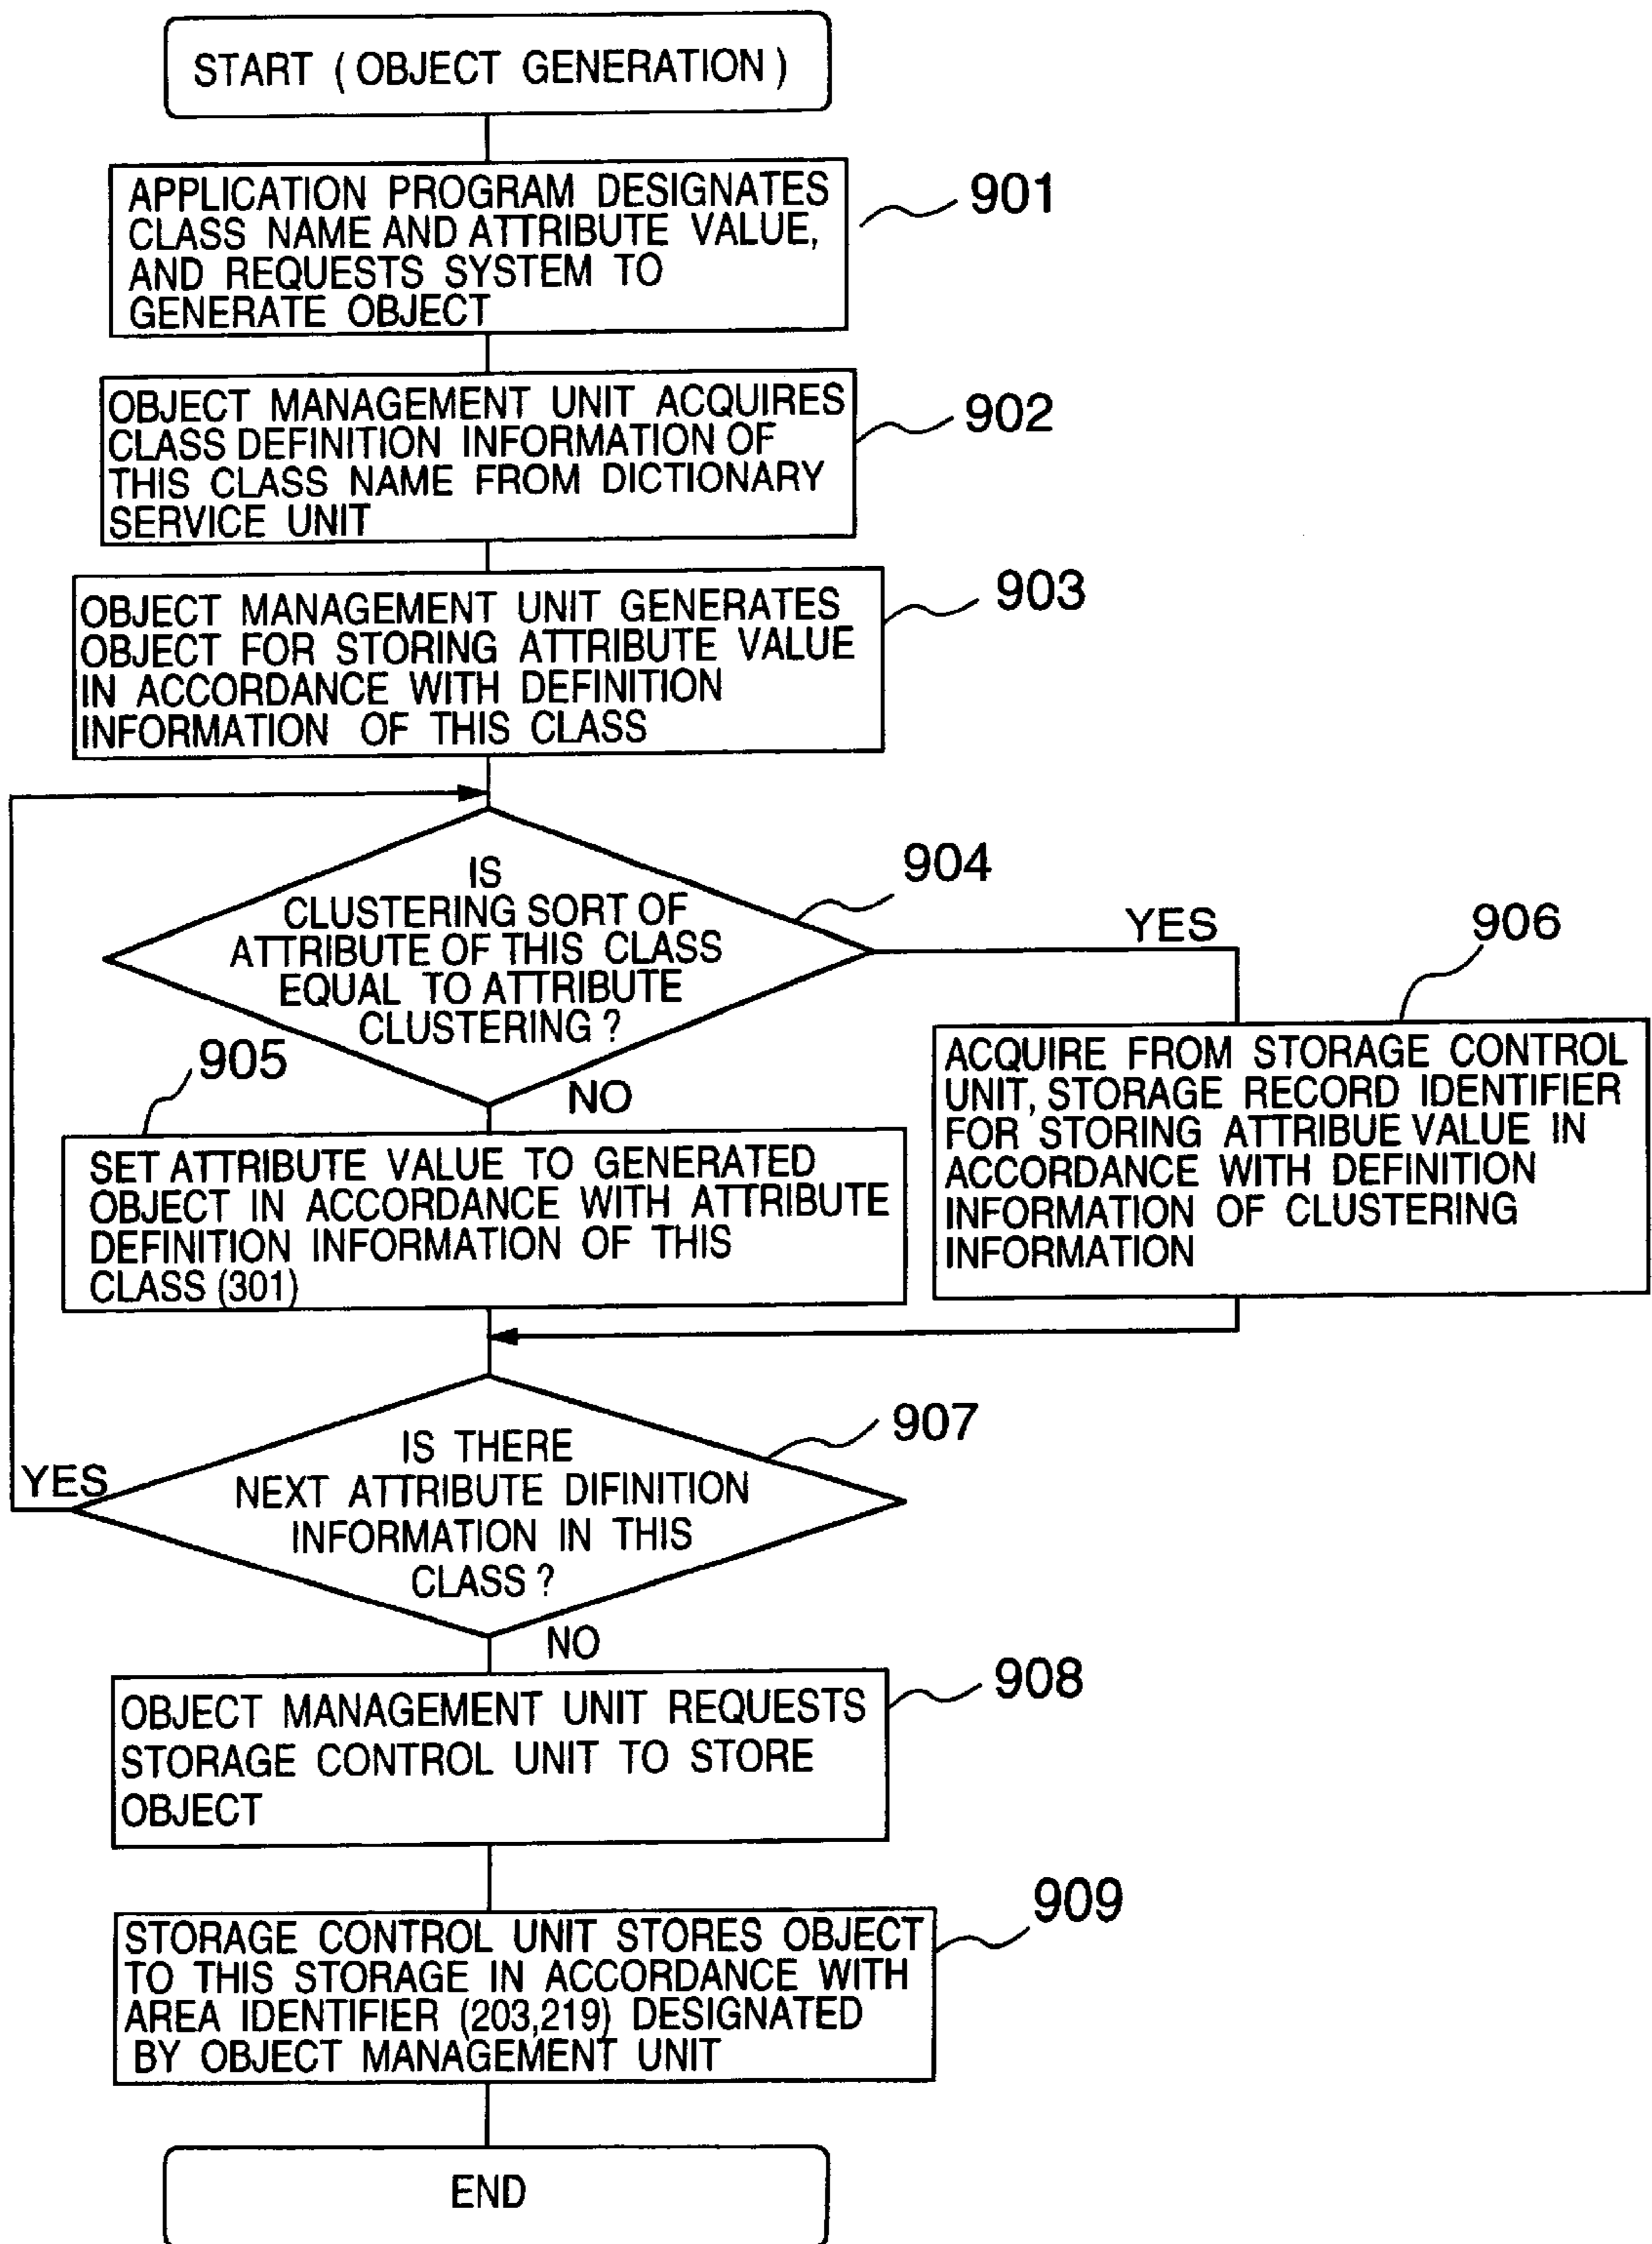 START ( OBJECT GENERATION )
APPLICATION PROGRAM DESIGNATES
CLASS NAME AND ATTRIBUTE VALUE,
AND REQUESTS SYSTEM TO
GENERATE OBJECT
901
OBJECT MANAGEMENT UNIT ACQUIRES
CLASS DEFINITION INFORMATION OF
THIS CLASS NAME FROM DICTIONARY
SERVICE UNIT
902
OBJECT MANAGEMENT UNIT GENERATES
OBJECT FOR STORING ATTRIBUTE VALUE
IN ACCORDANCE WITH DEFINITION
INFORMATION OF THIS CLASS
903
IS
CLUSTERING SORT OF
ATTRIBUTE OF THIS CLASS
EQUAL TO ATTRIBUTE
CLUSTERING ?
904
YES
906
ACQUIRE FROM STORAGE CONTROL
UNIT, STORAGE RECORD IDENTIFIER
FOR STORING ATTRIBUE VALUE IN
ACCORDANCE WITH DEFINITION
INFORMATION OF CLUSTERING
INFORMATION
905
NO
SET ATTRIBUTE VALUE TO GENERATED
OBJECT IN ACCORDANCE WITH ATTRIBUTE
DEFINITION INFORMATION OF THIS
CLASS (301)
907
IS THERE
NEXT ATTRIBUTE DIFINITION
INFORMATION IN THIS
CLASS ?
YES
NO
OBJECT MANAGEMENT UNIT REQUESTS
STORAGE CONTROL UNIT TO STORE
OBJECT
908
STORAGE CONTROL UNIT STORES OBJECT
TO THIS STORAGE IN ACCORDANCE WITH
AREA IDENTIFIER (203,219) DESIGNATED
BY OBJECT MANAGEMENT UNIT
909
END